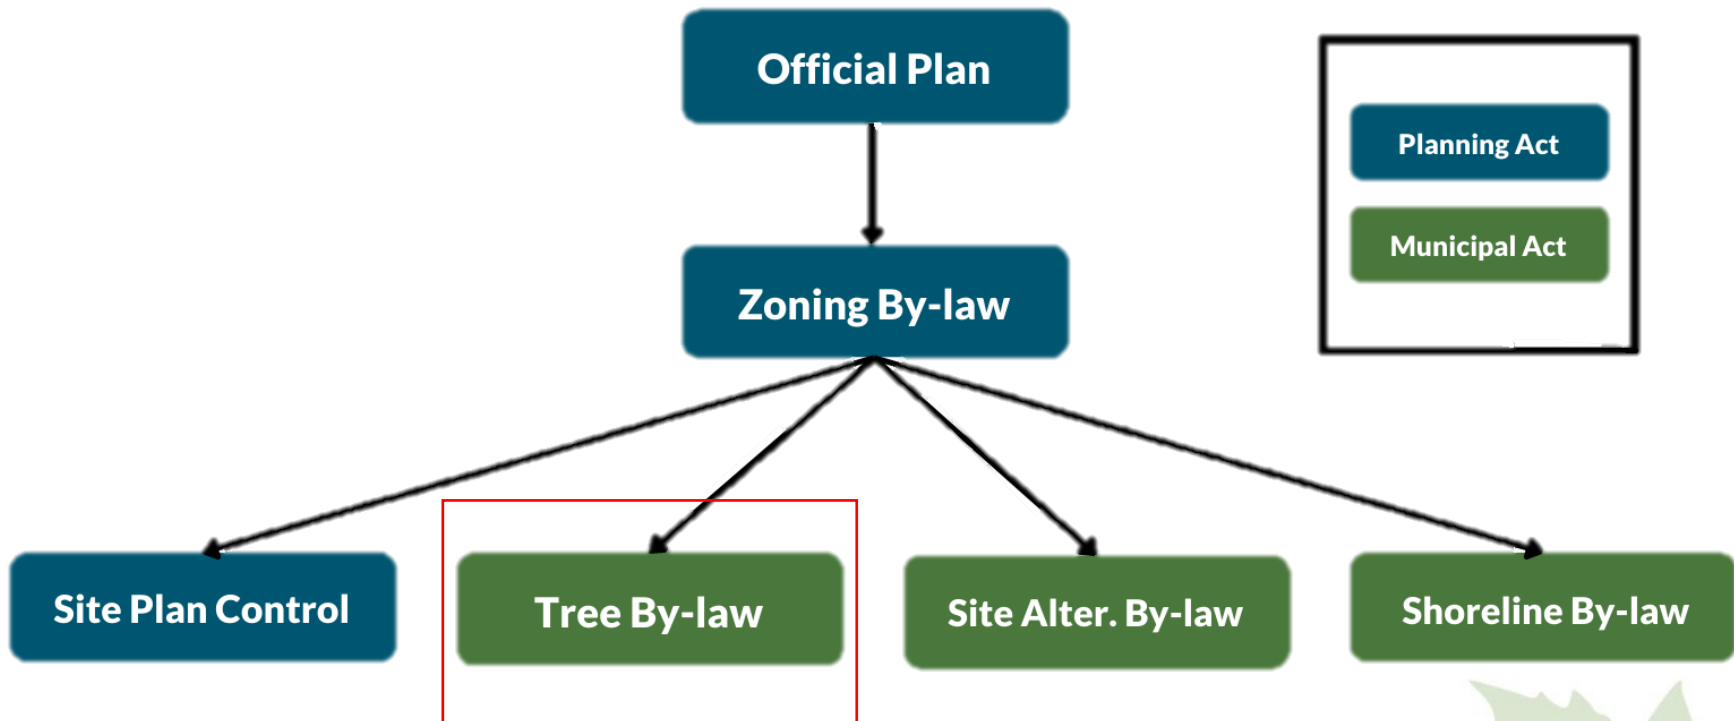 Official Plan
Planning Act
Municipal Act
Zoning By-law
Site Plan Control
Tree By-law
Site Alter. By-law
Shoreline By-law